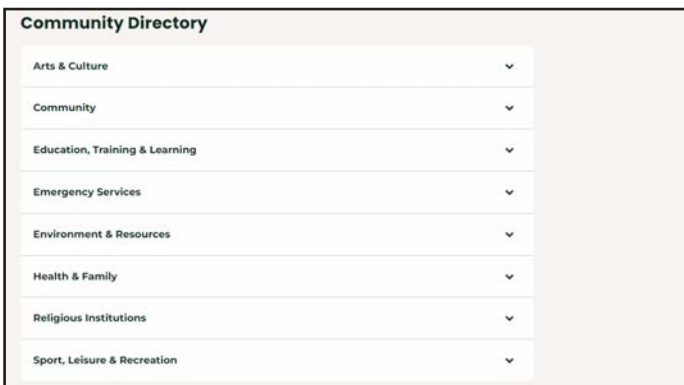 Community Directory
Arts & Culture
Community
Education, Training & Learning
Emergency Services
Environment & Resources
Health & Family
Religious Institutions
Sport, Leisure & Recreation